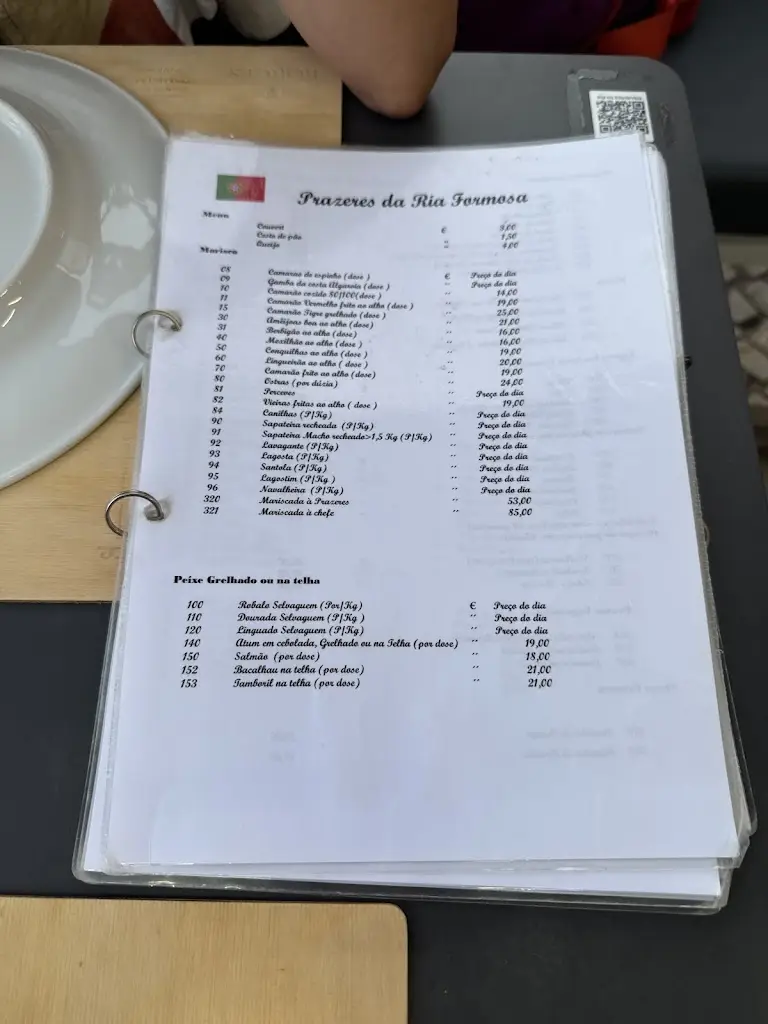 Prazeres da Ria Formosa
Menu
Couvert € 3,00
Cesto de pão ,, 1,50
Queijo ,, 4,00
Marisco
08 Camarao de espinho (dose ) € Preço do dia
09 Gamba da costa Algarvia (dose ) ,, Preço do dia
10 Camarão cozido 80|100(dose ) ,, 14,00
11 Camarão Vermelho frito ao alho (dose ) ,, 19,00
15 Camarão Tigre grelhado (dose ) ,, 25,00
30 Amêijoas boa ao alho (dose) ,, 21,00
31 Berbigão ao alho (dose) ,, 16,00
40 Mexilhão ao alho (dose ) ,, 16,00
50 Conquilhas ao alho (dose ) ,, 19,00
60 Lingueirão ao alho ( dose ) ,, 20,00
70 Camarão frito ao alho (dose) ,, 19,00
80 Ostras (por dúzia) ,, 24,00
81 Perceves ,, Preço do dia
82 Vieiras fritas ao alho ( dose ) ,, 19,00
84 Canilhas (P|Kg) ,, Preço do dia
90 Sapateira recheada (P|Kg) ,, Preço do dia
91 Sapateira Macho recheado>1,5 Kg (P|Kg) ,, Preço do dia
92 Lavagante (P|Kg) ,, Preço do dia
93 Lagosta (P|Kg) ,, Preço do dia
94 Santola (P|Kg) ,, Preço do dia
95 Lagostim (P|Kg ) ,, Preço do dia
96 Navalheira (P|Kg) ,, Preço do dia
320 Mariscada à Prazeres ,, 53,00
321 Mariscada à chefe ,, 85,00
Peixe Grelhado ou na telha
100 Robalo Selvaguem (Por|Kg) € Preço do dia
110 Dourada Selvaguem (P|Kg ) ,, Preço do dia
120 Linguado Selvaguem (P|Kg) ,, Preço do dia
140 Atum em cebolada, Grelhado ou na Telha (por dose) ,, 19,00
150 Salmão (por dose) ,, 18,00
152 Bacalhau na telha (por dose) ,, 21,00
153 Tamboril na telha (por dose) ,, 21,00